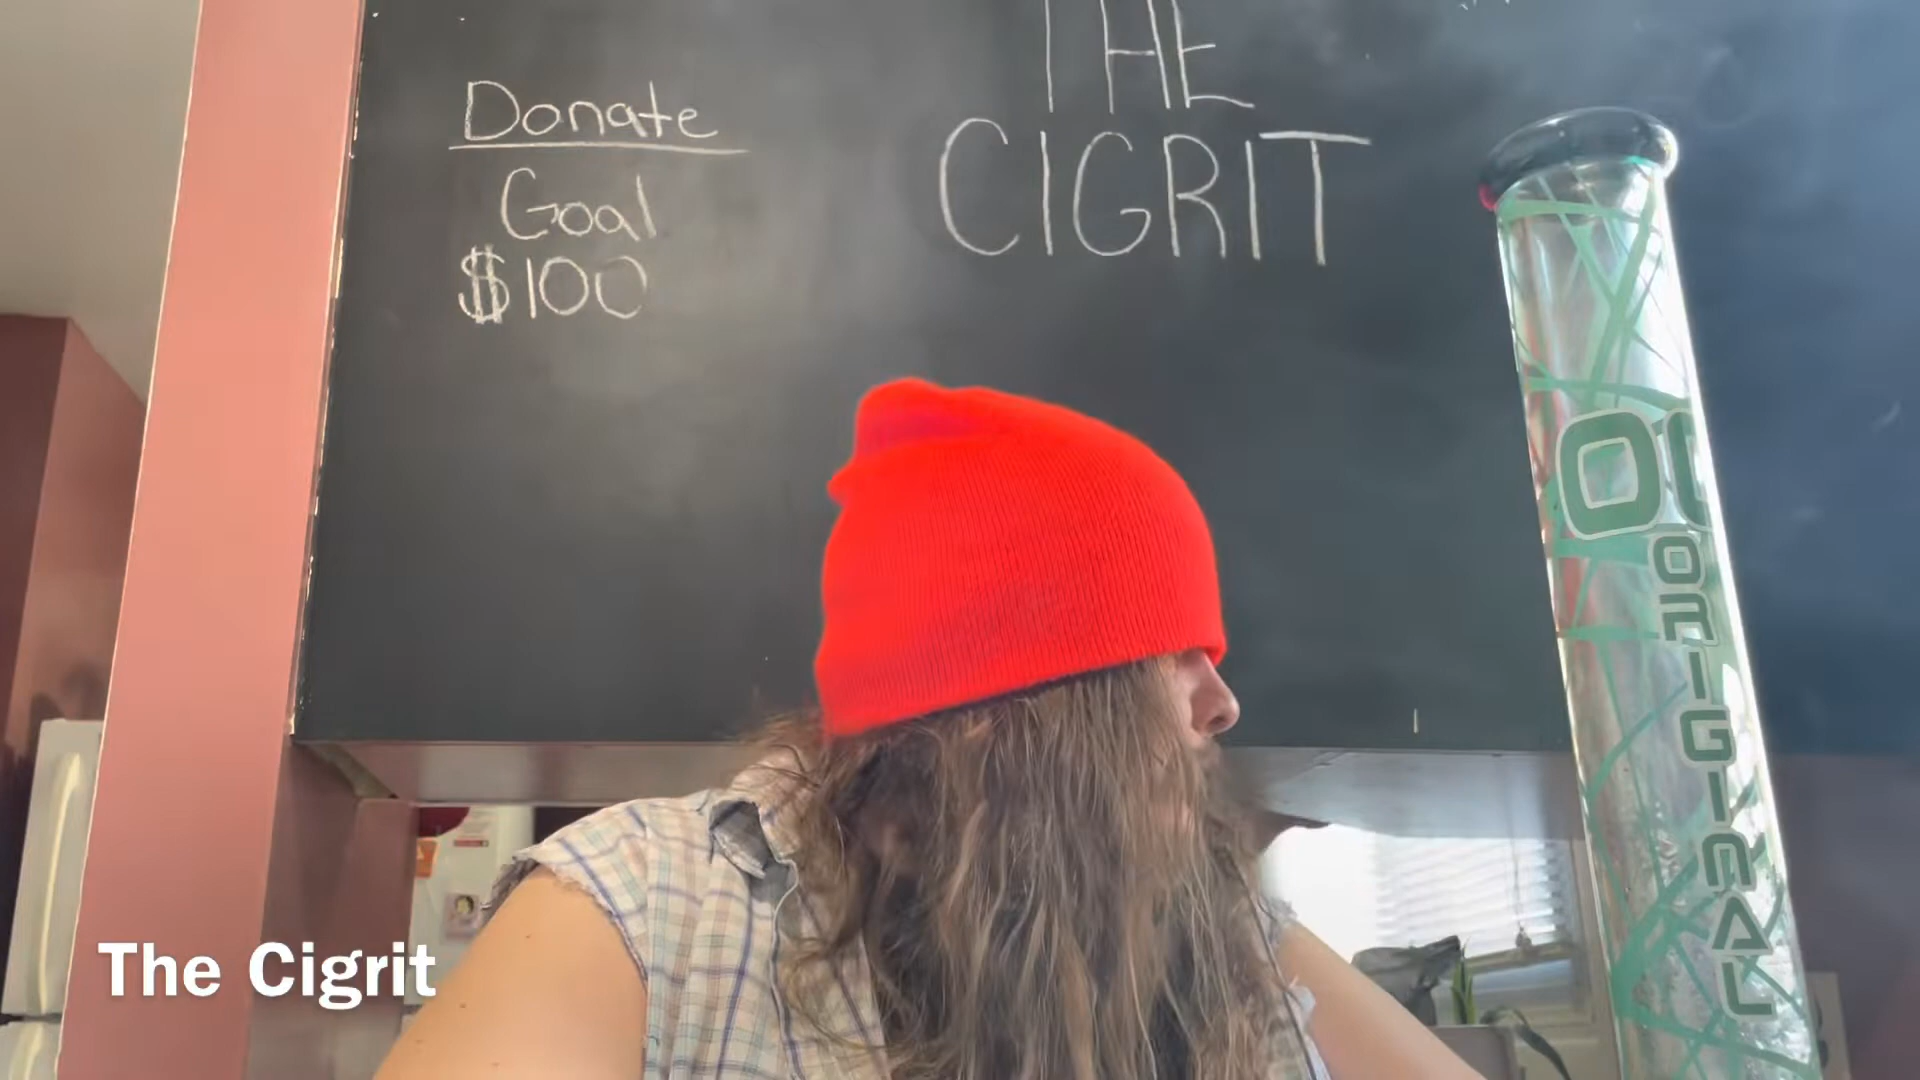 Donate
Goal
$100
THE
CIGRIT
ORIGINAL
The Cigrit